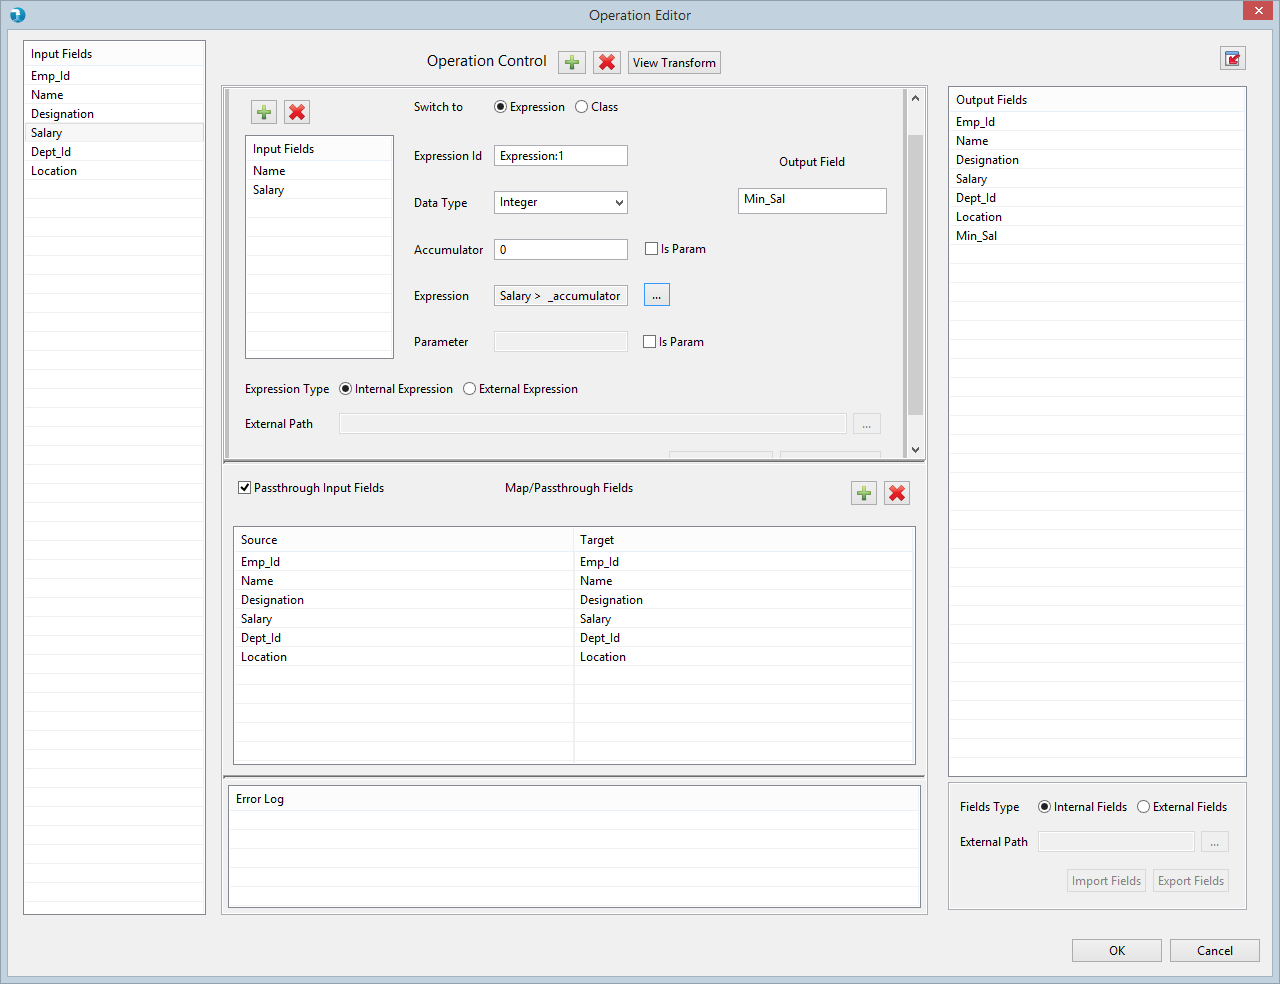 Operation Editor
Input Fields
Emp_Id
Name
Designation
Salary
Dept_Id
Location
Operation Control
View Transform
Input Fields
Name
Salary
Switch to
Expression
Class
Expression Id
Expression:1
Data Type
Integer
Accumulator
0
Is Param
Expression
Salary > _accumulator
...
Parameter
Is Param
Output Field
Min_Sal
Expression Type
Internal Expression
External Expression
External Path
...
Passthrough Input Fields
Map/Passthrough Fields
Source Target
Emp_Id Emp_Id
Name Name
Designation Designation
Salary Salary
Dept_Id Dept_Id
Location Location
Error Log
Output Fields
Emp_Id
Name
Designation
Salary
Dept_Id
Location
Min_Sal
Fields Type
Internal Fields
External Fields
External Path
...
Import Fields
Export Fields
OK
Cancel